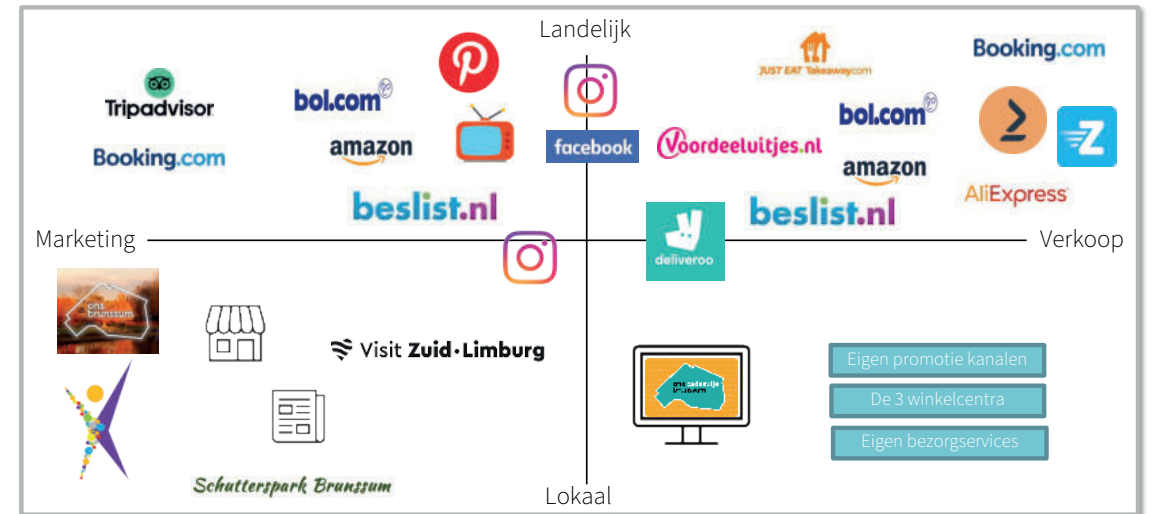 Landelijk
Tripadvisor
Booking.com
bol.com
amazon
beslist.nl
facebook
JUST EAT Takeaway.com
Voordeeluitjes.nl
bol.com
amazon
beslist.nl
Booking.com
Z
AliExpress
Marketing
Verkoop
deliveroo
ons
brunssum
Visit Zuid·Limburg
Schutterspark Brunssum
Eigen promotie kanalen
De 3 winkelcentra
Eigen bezorgservices
Lokaal